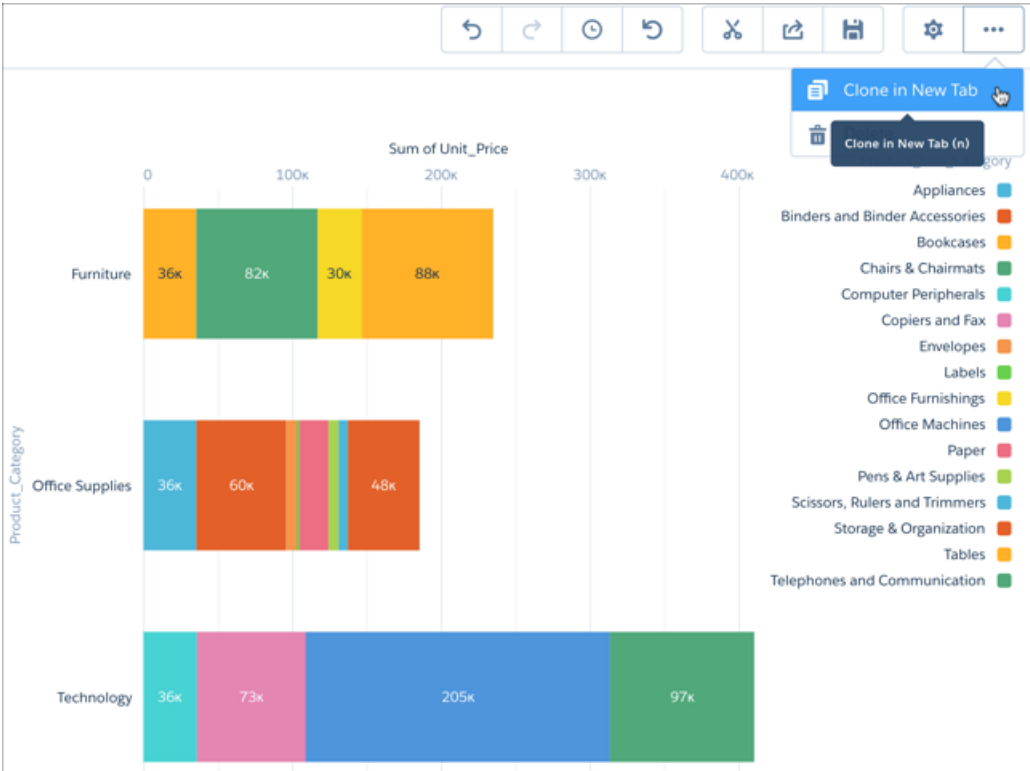 Clone in New Tab
Clone in New Tab (n)
Sum of Unit_Price
0 100K 200K 300K 400K
Appliances
Binders and Binder Accessories
Bookcases
Chairs & Chairmats
Computer Peripherals
Copiers and Fax
Envelopes
Labels
Office Furnishings
Office Machines
Paper
Pens & Art Supplies
Scissors, Rulers and Trimmers
Storage & Organization
Tables
Telephones and Communication
Product_Category
Furniture
36K 82K 30K 88K
Office Supplies
36K 60K 48K
Technology
36K 73K 205K 97K